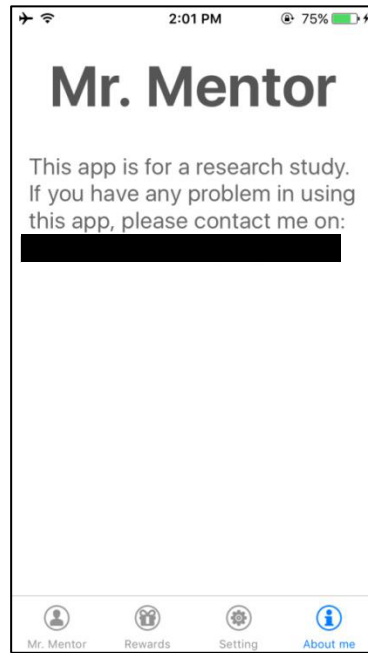 2:01 PM
75%
Mr. Mentor
This app is for a research study.
If you have any problem in using
this app, please contact me on:
Mr. Mentor
Rewards
Setting
About me